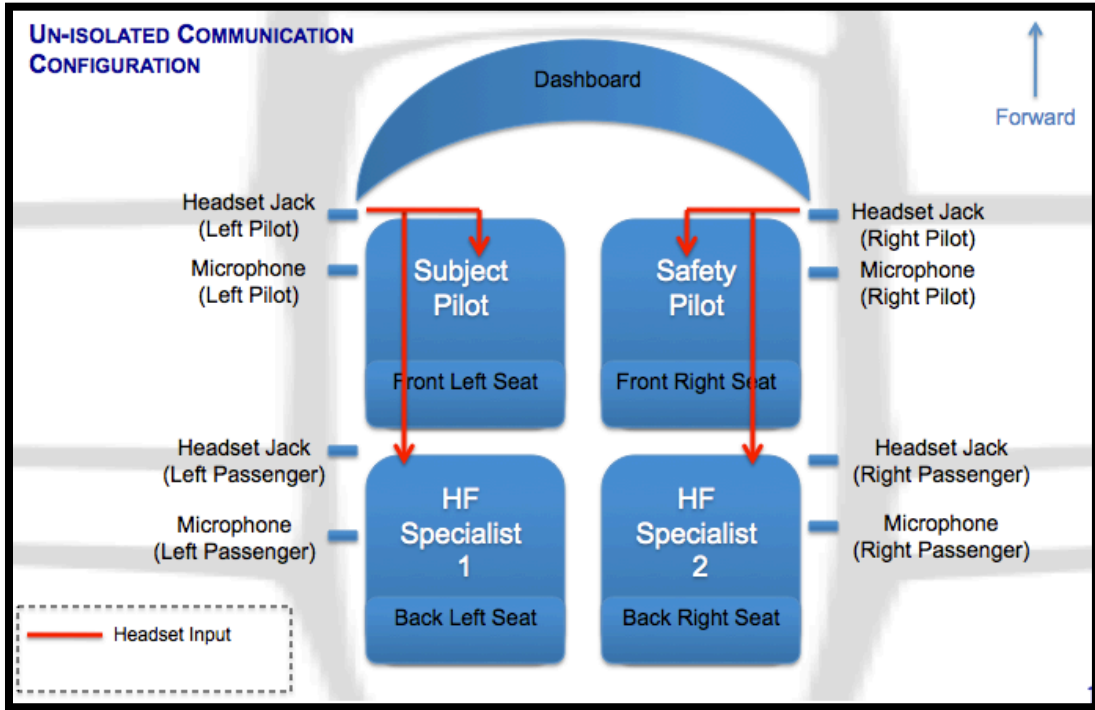 UN-ISOLATED COMMUNICATION
CONFIGURATION
Dashboard
Forward
Headset Jack
(Left Pilot)
Microphone
(Left Pilot)
Subject
Pilot
Front Left Seat
Safety
Pilot
Front Right Seat
Headset Jack
(Right Pilot)
Microphone
(Right Pilot)
Headset Jack
(Left Passenger)
Microphone
(Left Passenger)
HF
Specialist
1
Back Left Seat
HF
Specialist
2
Back Right Seat
Headset Jack
(Right Passenger)
Microphone
(Right Passenger)
Headset Input